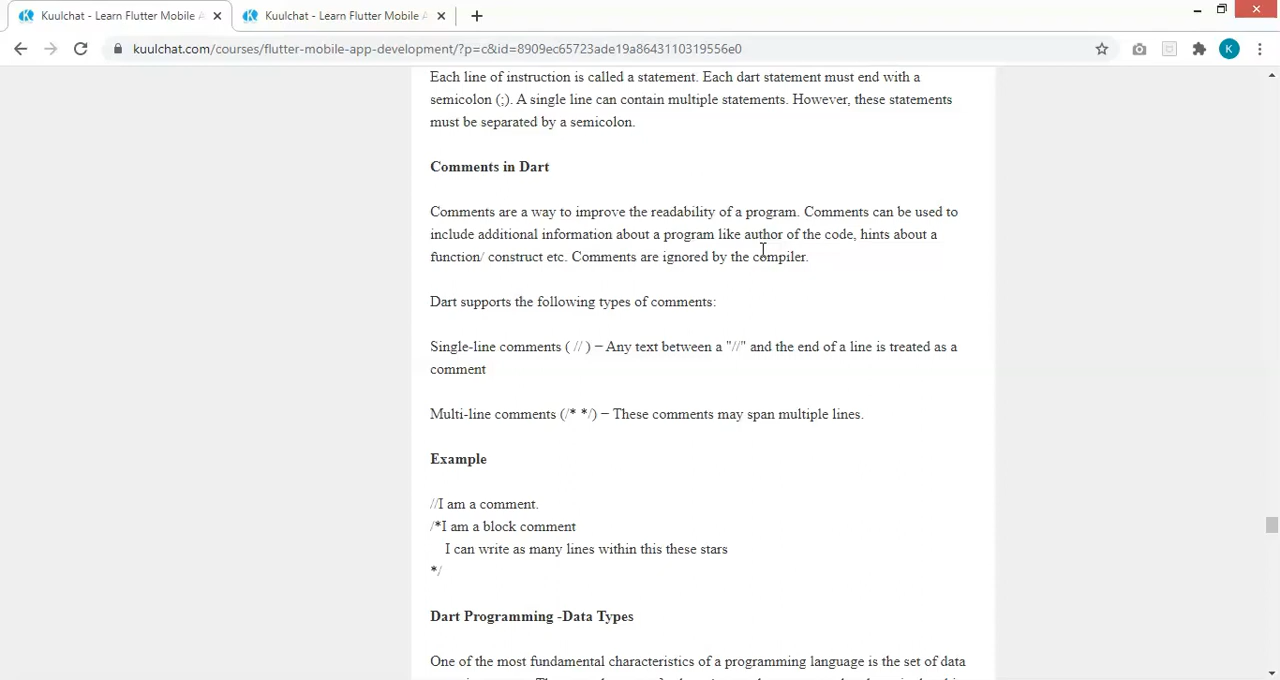 Kuulchat - Learn Flutter Mobile A
Kuulchat - Learn Flutter Mobile A
kuulchat.com/courses/flutter-mobile-app-development/?p=c&id=8909ec65723ade19a8643110319556e0
K
Each line of instruction is called a statement. Each dart statement must end with a
semicolon (;). A single line can contain multiple statements. However, these statements
must be separated by a semicolon.
Comments in Dart
Comments are a way to improve the readability of a program. Comments can be used to
include additional information about a program like author of the code, hints about a
function/ construct etc. Comments are ignored by the compiler.
Dart supports the following types of comments:
Single-line comments ( // ) − Any text between a "//" and the end of a line is treated as a
comment
Multi-line comments (/* */) − These comments may span multiple lines.
Example
//I am a comment.
/*I am a block comment
I can write as many lines within this these stars
*/
Dart Programming -Data Types
One of the most fundamental characteristics of a programming language is the set of data